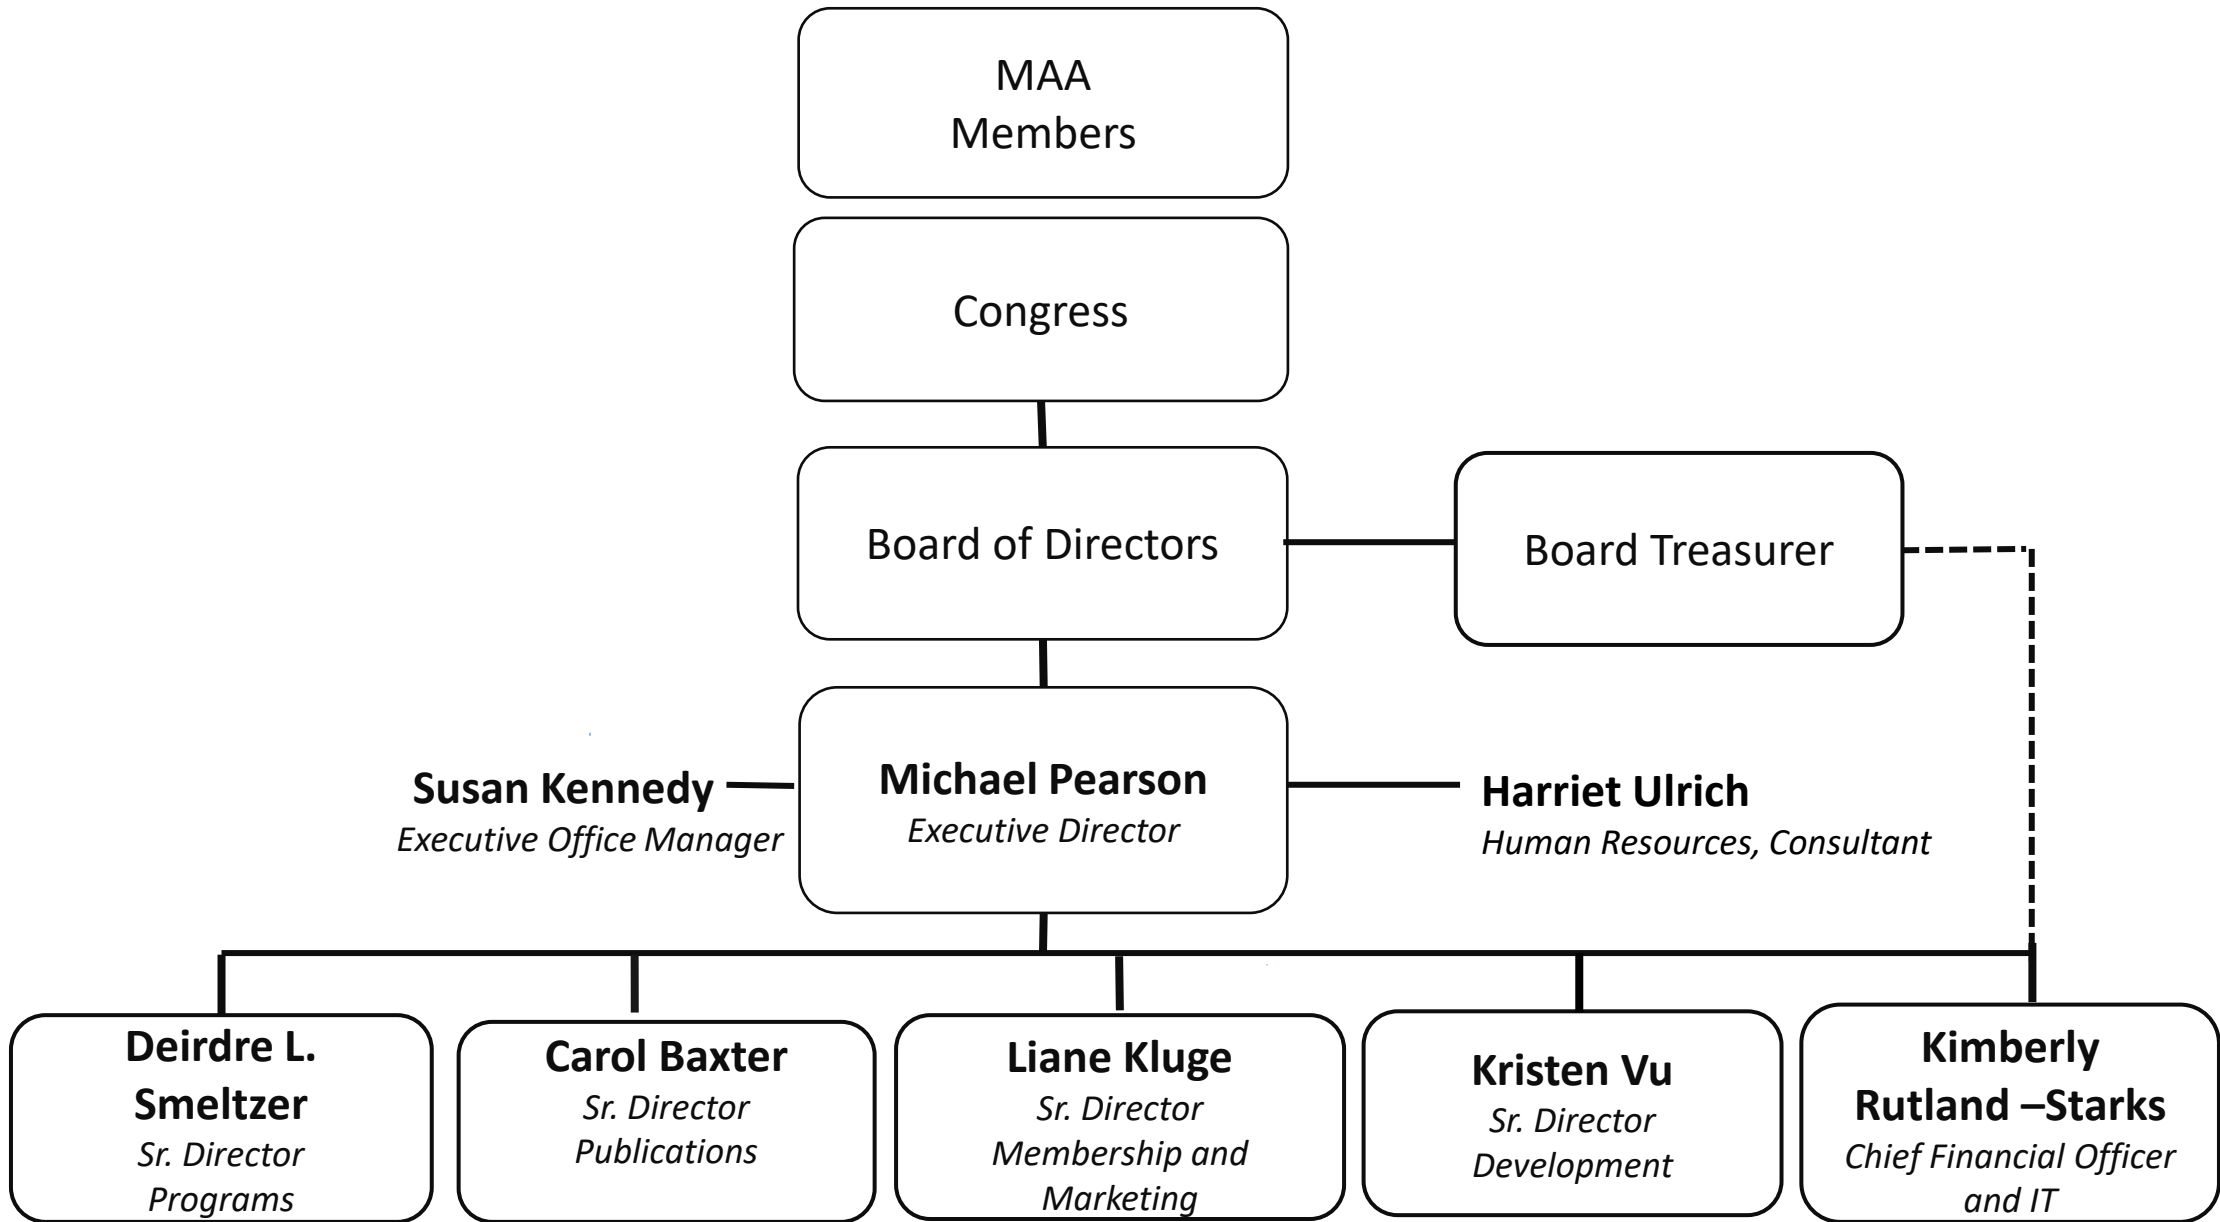 MAA
Members
Congress
Board of Directors
Board Treasurer
Susan Kennedy
Executive Office Manager
Michael Pearson
Executive Director
Harriet Ulrich
Human Resources, Consultant
Deirdre L.
Smeltzer
Sr. Director
Programs
Carol Baxter
Sr. Director
Publications
Liane Kluge
Sr. Director
Membership and
Marketing
Kristen Vu
Sr. Director
Development
Kimberly
Rutland –Starks
Chief Financial Officer
and IT